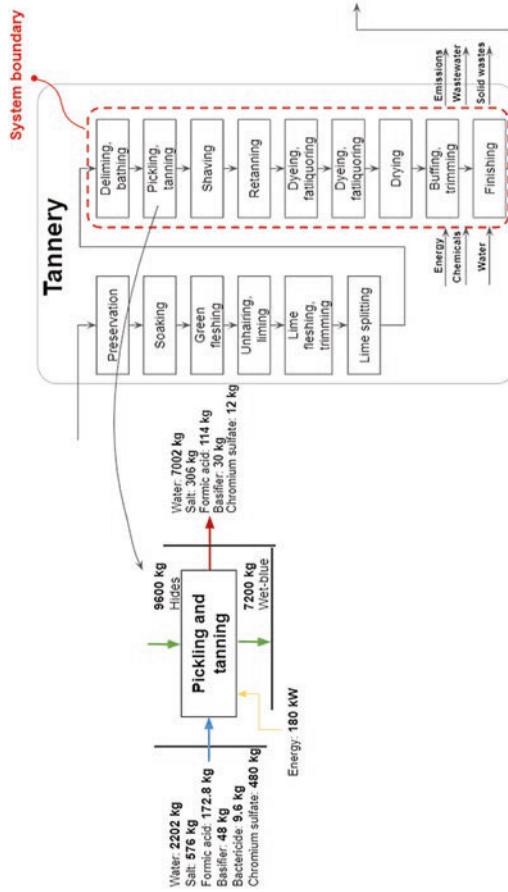 System boundary
Tannery
Preservation
Soaking
Green
fleshing
Unhairing,
liming
Lime
fleshing,
trimming
Lime splitting
Deliming,
bathing
Pickling,
tanning
Shaving
Retanning
Dyeing,
fatliquoring
Dyeing,
fatliquoring
Drying
Buffing,
trimming
Finishing
Energy
Chemicals
Water
Emissions
Wastewater
Solid wastes
Water: 2202 kg
Salt: 576 kg
Formic acid: 172.8 kg
Basifier: 48 kg
Bactericide: 9.6 kg
Chromium sulfate: 480 kg
9600 kg
Hides
Pickling and
tanning
Energy: 180 kW
7200 kg
Wet-blue
Water: 7002 kg
Salt: 306 kg
Formic acid: 114 kg
Basifier: 30 kg
Chromium sulfate: 12 kg